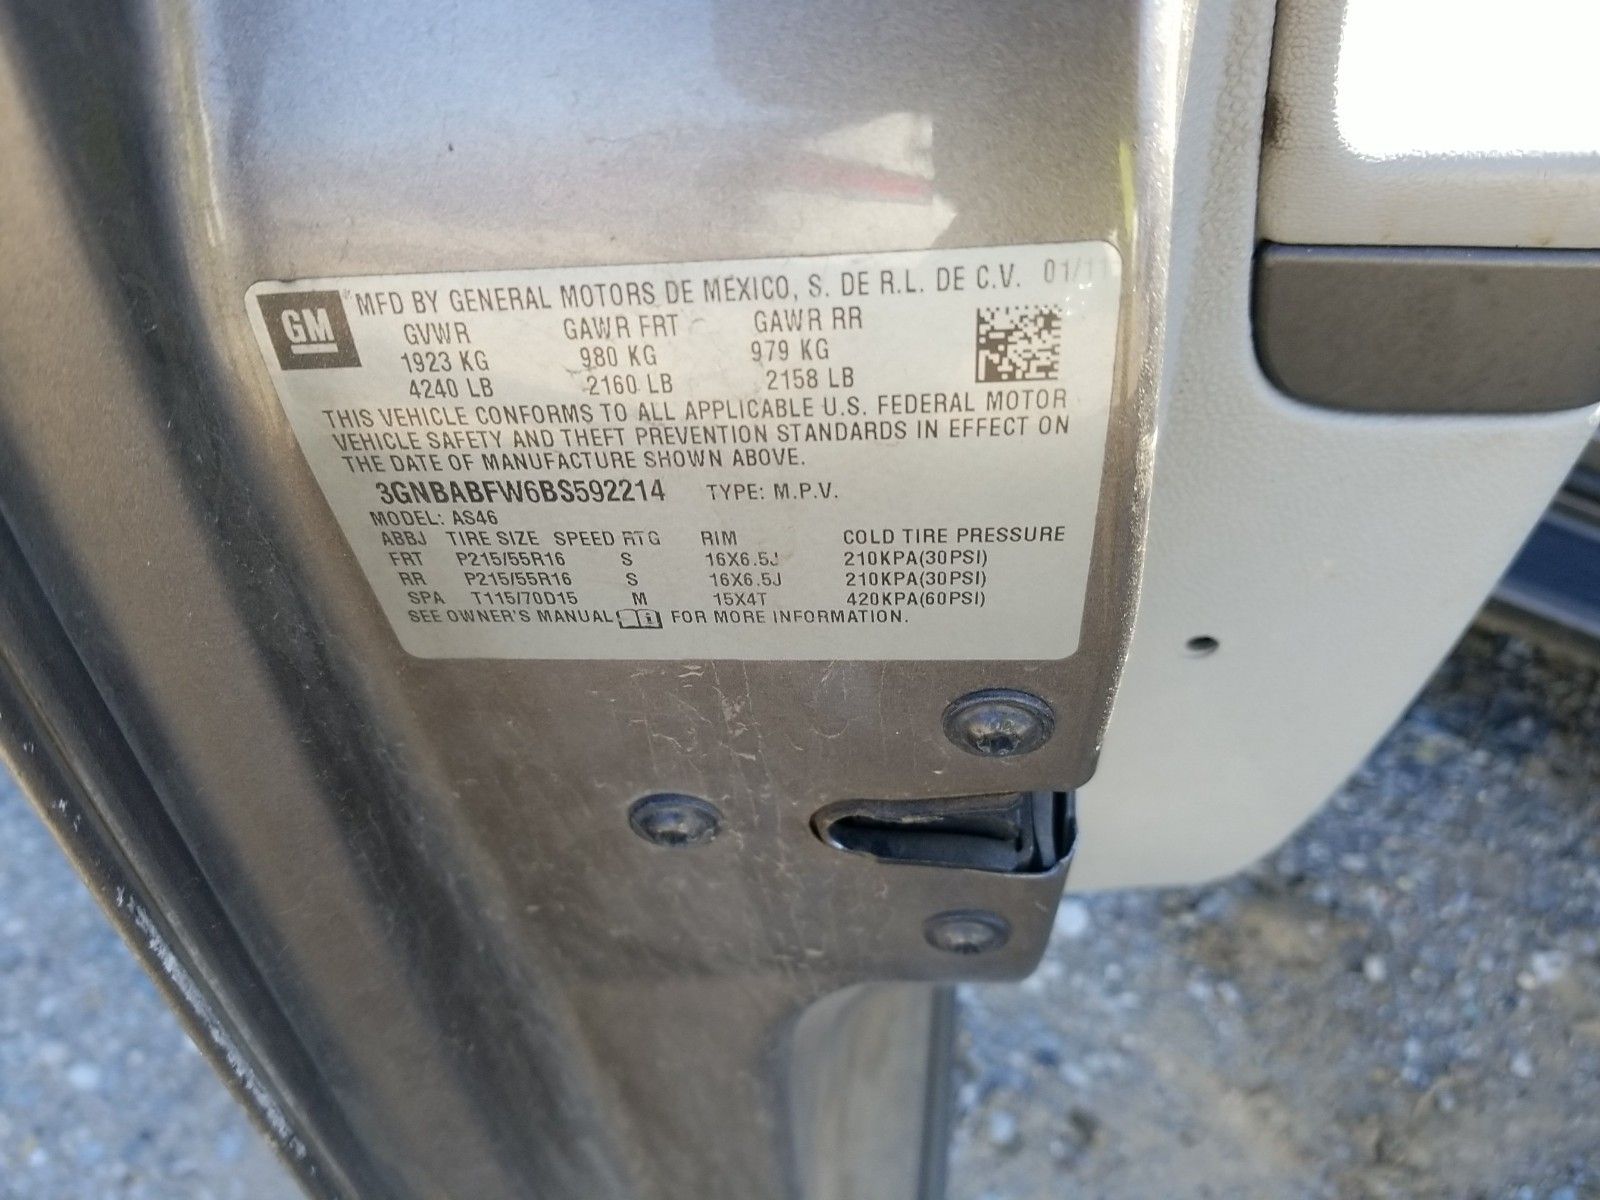 GM
MFD BY GENERAL MOTORS DE MEXICO, S. DE R.L. DE C.V. 01/11
GVWR GAWR FRT GAWR RR
1923 KG 980 KG 979 KG
4240 LB 2160 LB 2158 LB
THIS VEHICLE CONFORMS TO ALL APPLICABLE U.S. FEDERAL MOTOR
VEHICLE SAFETY AND THEFT PREVENTION STANDARDS IN EFFECT ON
THE DATE OF MANUFACTURE SHOWN ABOVE.
3GNBABFW6BS592214 TYPE: M.P.V.
MODEL: AS46
ABBJ TIRE SIZE SPEED RTG RIM COLD TIRE PRESSURE
FRT P215/55R16 S 16X6.5J 210KPA(30PSI)
RR P215/55R16 S 16X6.5J 210KPA(30PSI)
SPA T115/70D15 M 15X4T 420KPA(60PSI)
SEE OWNER'S MANUAL i FOR MORE INFORMATION.